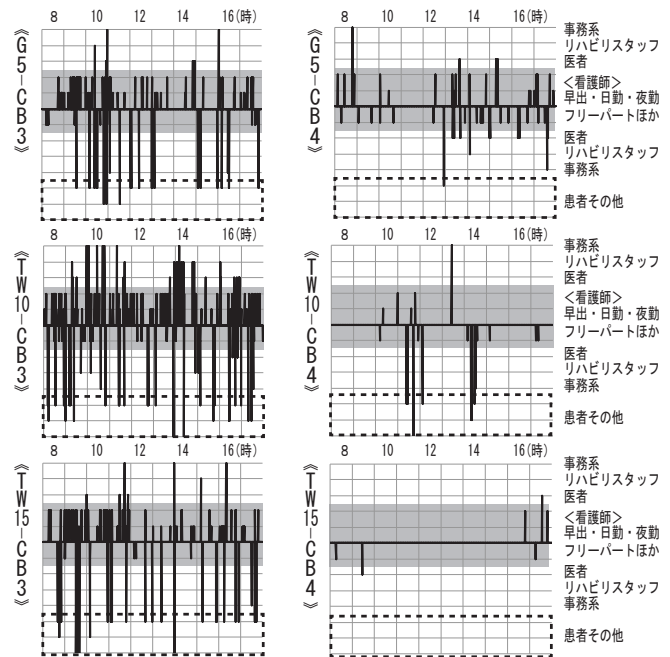 8 10 12 14 16(時)
《G5-CB3》
8 10 12 14 16(時)
《G5-CB4》
事務系
リハビリスタッフ
医者
<看護師>
早出・日勤・夜勤
フリーパートほか
医者
リハビリスタッフ
事務系
患者その他
8 10 12 14 16(時)
《TW10-CB3》
8 10 12 14 16(時)
《TW10-CB4》
事務系
リハビリスタッフ
医者
<看護師>
早出・日勤・夜勤
フリーパートほか
医者
リハビリスタッフ
事務系
患者その他
8 10 12 14 16(時)
《TW15-CB3》
8 10 12 14 16(時)
《TW15-CB4》
事務系
リハビリスタッフ
医者
<看護師>
早出・日勤・夜勤
フリーパートほか
医者
リハビリスタッフ
事務系
患者その他